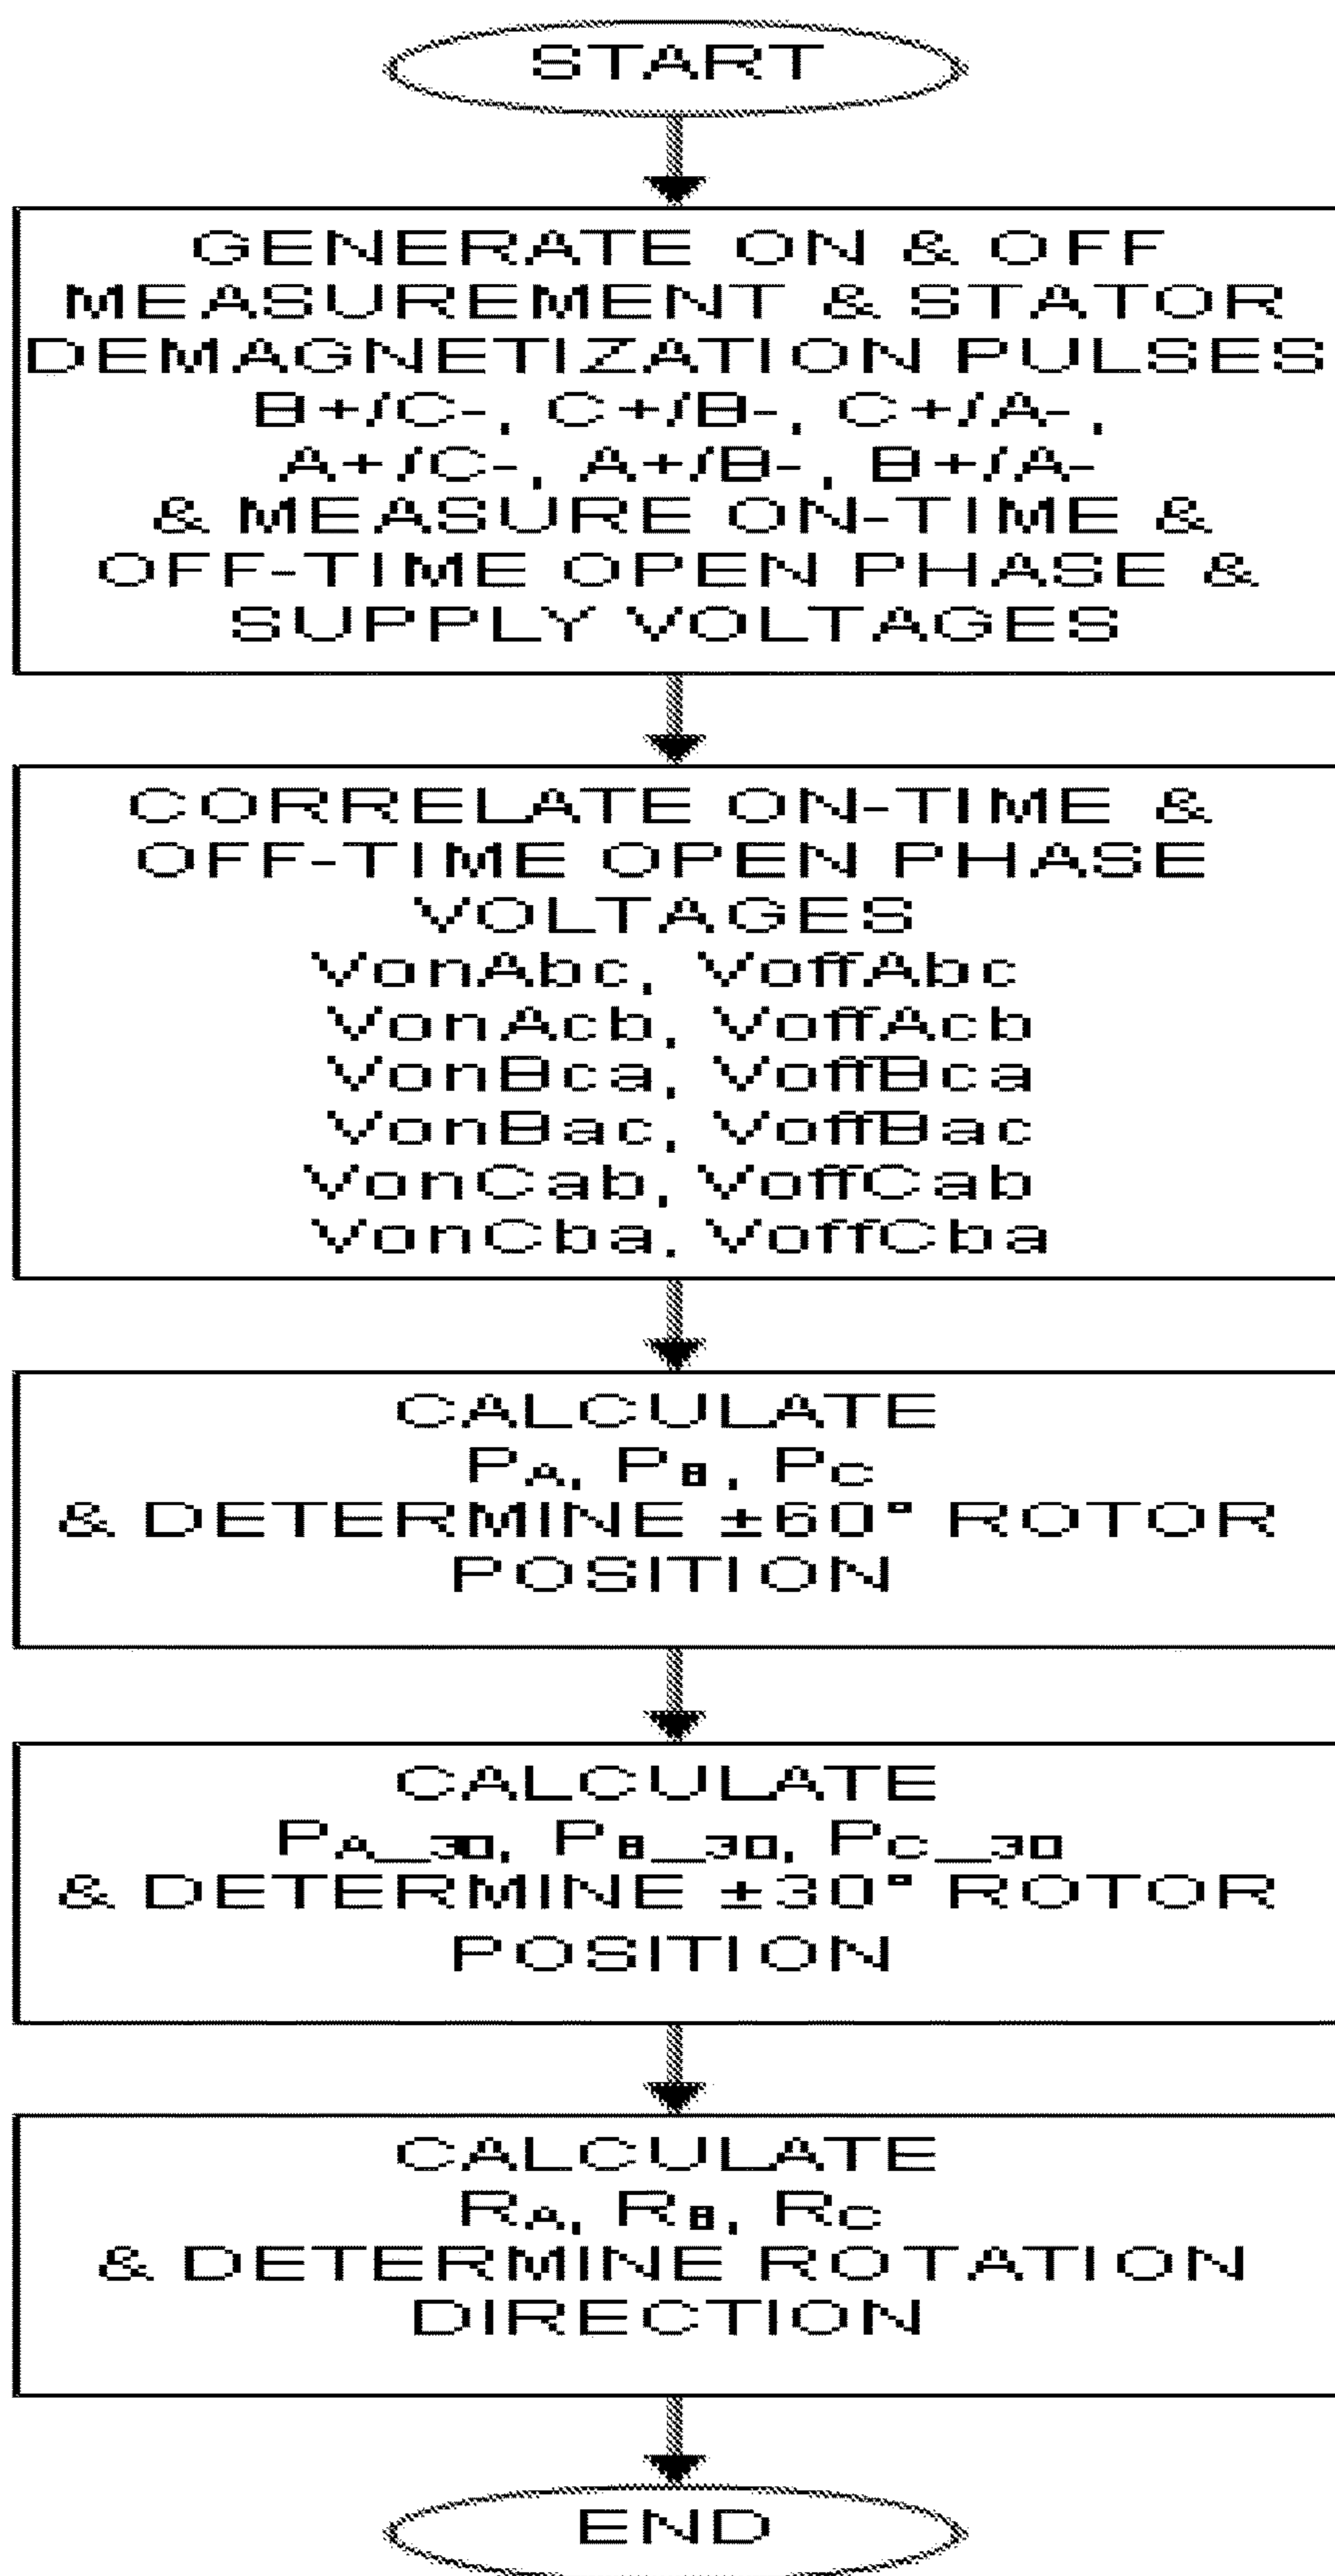 START
GENERATE ON & OFF
MEASUREMENT & STATOR
DEMAGNETIZATION PULSES
B+/C-, C+/B-, C+/A-,
A+/C-, A+/B-, B+/A-
& MEASURE ON-TIME &
OFF-TIME OPEN PHASE &
SUPPLY VOLTAGES
CORRELATE ON-TIME &
OFF-TIME OPEN PHASE
VOLTAGES
VonAbc, VoffAbc
VonAcb, VoffAcb
VonBca, VoffBca
VonBac, VoffBac
VonCab, VoffCab
VonCba, VoffCba
CALCULATE
PA, PB, PC
& DETERMINE ±60° ROTOR
POSITION
CALCULATE
PA_30, PB_30, PC_30
& DETERMINE ±30° ROTOR
POSITION
CALCULATE
RA, RB, RC
& DETERMINE ROTATION
DIRECTION
END